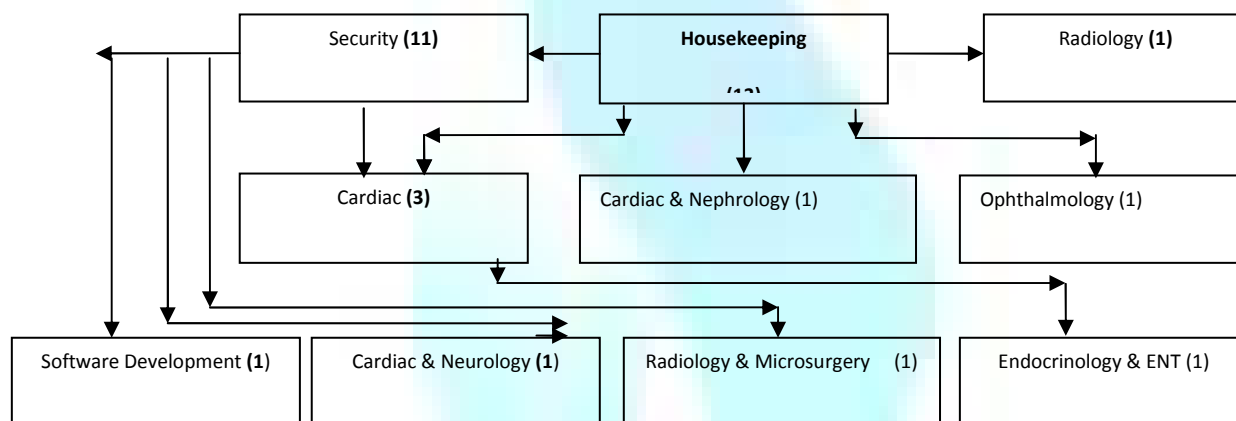 Security (11)
Housekeeping
Radiology (1)
Cardiac (3)
Cardiac & Nephrology (1)
Ophthalmology (1)
Software Development (1)
Cardiac & Neurology (1)
Radiology & Microsurgery (1)
Endocrinology & ENT (1)